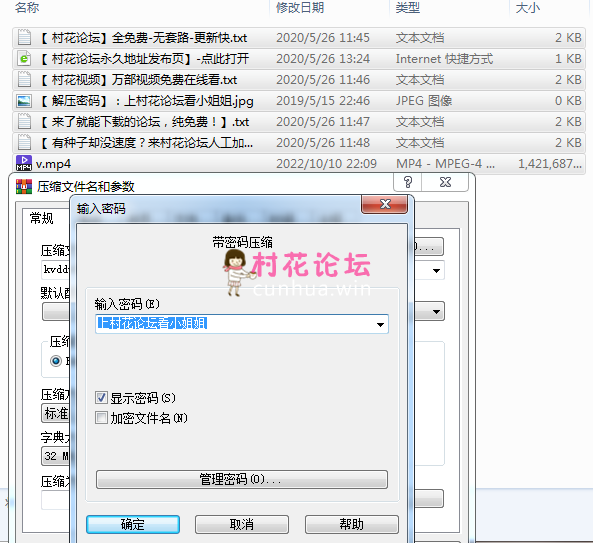 名称 修改日期 类型 大小
【 村花论坛】全免费-无套路-更新快.txt 2020/5/26 11:45 文本文档 2 KB
【村花论坛永久地址发布页】-点此打开 2020/5/26 13:24 Internet 快捷方式 1 KB
【村花视频】万部视频免费在线看.txt 2020/5/26 11:46 文本文档 2 KB
【 解压密码】:上村花论坛看小姐姐.jpg 2019/5/15 22:46 JPEG 图像 0 KB
【 来了就能下载的论坛,纯免费!】.txt 2020/5/26 11:47 文本文档 2 KB
【 有种子却没速度?来村花论坛人工加... 2020/5/26 11:48 文本文档 2 KB
v.mp4 2022/10/10 22:09 MP4 - MPEG-4 ... 1,421,687...
压缩文件名和参数
输入密码
常规
带密码压缩
村花论坛
cunhua.win
压缩
kvdd
默认
输入密码(E)
上村花论坛看小姐姐
压缩
显示密码(S)
压缩
加密文件名(N)
标准
字典大
32 M
管理密码(O)...
压缩为
确定 取消 帮助